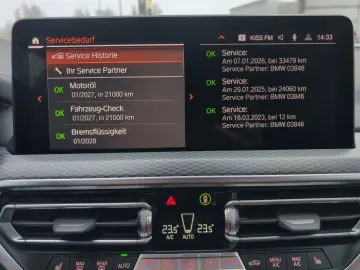 Servicebedarf
KISS FM
14:33
Service Historie
Ihr Service Partner
OK Motoröl
01/2027, in 21000 km
OK Fahrzeug-Check
01/2027, in 21000 km
OK Bremsflüssigkeit
01/2028
OK Service:
Am 07.01.2026, bei 33479 km
Service Partner: BMW 03846
OK Service:
Am 29.01.2025, bei 24060 km
Service Partner: BMW 03846
OK Service:
Am 16.03.2023, bei 12 km
Service Partner: BMW 03846
23.5 AUTO 23.5
A/C A/C
MAX A/C AUTO MENU A/C